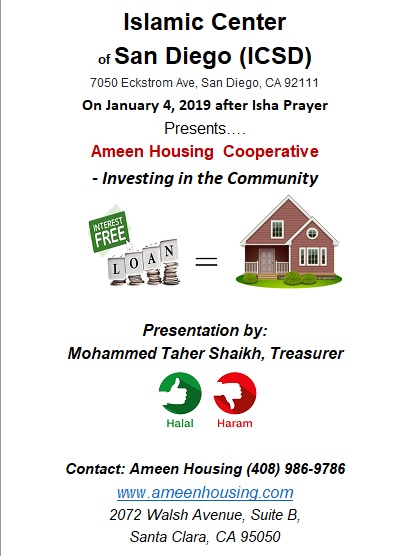 Islamic Center
of San Diego (ICSD)
7050 Eckstrom Ave, San Diego, CA 92111
On January 4, 2019 after Isha Prayer
Presents….
Ameen Housing Cooperative
- Investing in the Community
INTEREST
FREE
LOAN
=
Presentation by:
Mohammed Taher Shaikh, Treasurer
Halal Haram
Contact: Ameen Housing (408) 986-9786
www.ameenhousing.com
2072 Walsh Avenue, Suite B,
Santa Clara, CA 95050